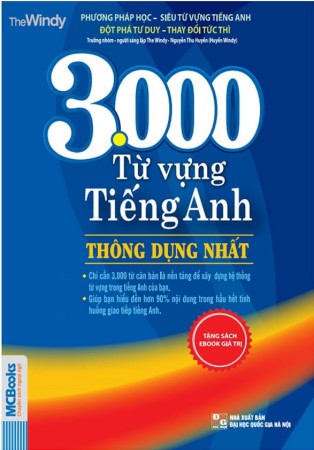 TheWindy
PHƯƠNG PHÁP HỌC – SIÊU TỪ VỰNG TIẾNG ANH
ĐỘT PHÁ TƯ DUY – THAY ĐỔI TỨC THÌ
Trưởng nhóm - người sáng lập The Windy - Nguyễn Thu Huyền (Huyền Windy)
3.000
Từ vựng
Tiếng Anh
THÔNG DỤNG NHẤT
Chỉ cần 3,000 từ căn bản là nền tảng để xây dựng hệ thống
từ vựng trong tiếng Anh của bạn.
Giúp bạn hiểu đến hơn 90% nội dung trong hầu hết tình
huống giao tiếp tiếng Anh.
TẶNG SÁCH
EBOOK GIÁ TRỊ
MCBooks
Chuyên sách ngoại ngữ
NHÀ XUẤT BẢN
ĐẠI HỌC QUỐC GIA HÀ NỘI